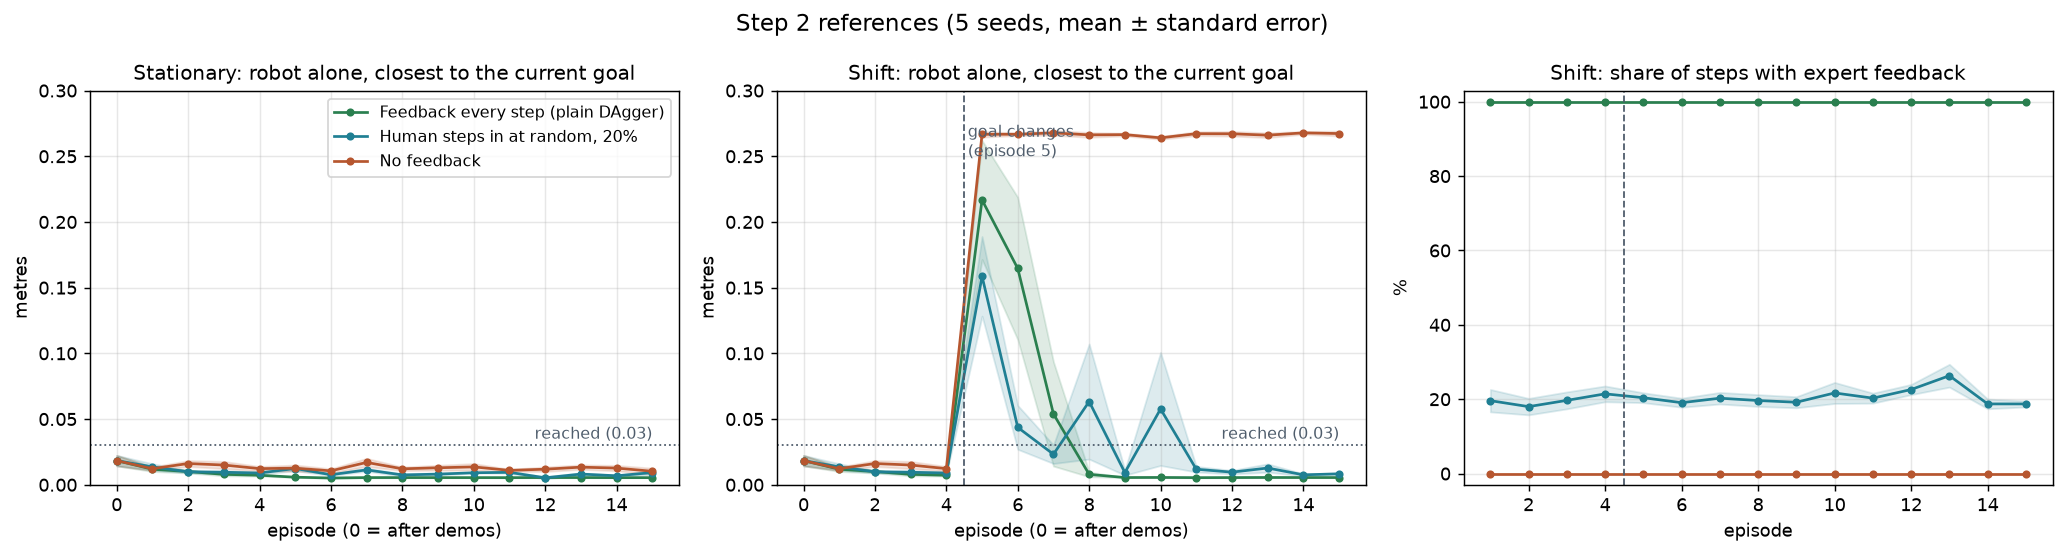 Step 2 references (5 seeds, mean ± standard error)
Stationary: robot alone, closest to the current goal
0.30
0.25
0.20
0.15
0.10
0.05
0.00
metres
Feedback every step (plain DAgger)
Human steps in at random, 20%
No feedback
reached (0.03)
0 2 4 6 8 10 12 14
episode (0 = after demos)
Shift: robot alone, closest to the current goal
0.30
0.25
0.20
0.15
0.10
0.05
0.00
metres
goal changes
(episode 5)
reached (0.03)
0 2 4 6 8 10 12 14
episode (0 = after demos)
Shift: share of steps with expert feedback
100
80
60
40
20
0
%
2 4 6 8 10 12 14
episode